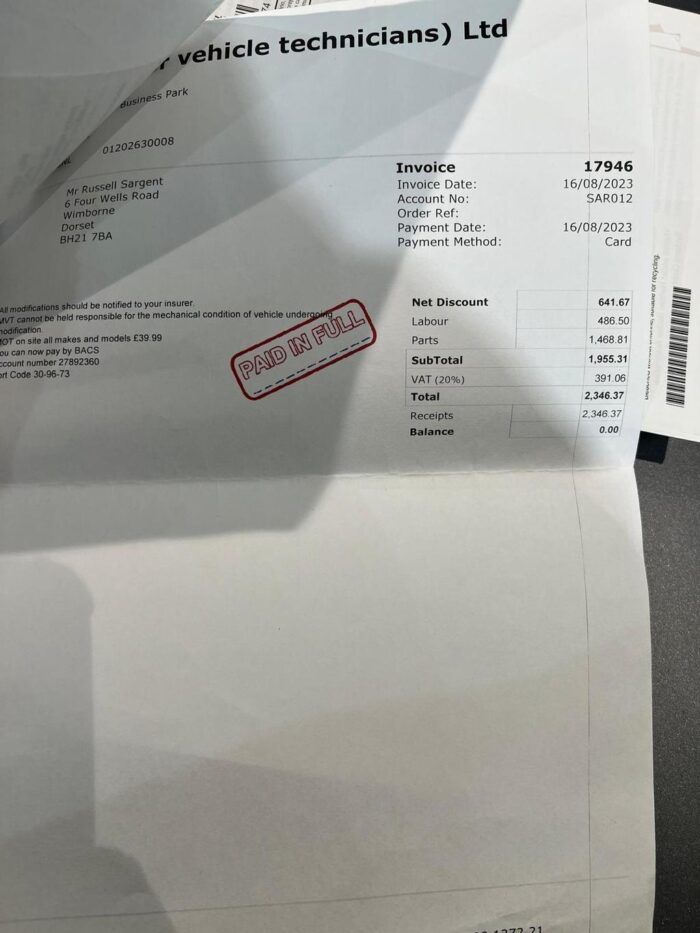 vehicle technicians) Ltd
Business Park
01202630008
Mr Russell Sargent
6 Four Wells Road
Wimborne
Dorset
BH21 7BA
Invoice 17946
Invoice Date: 16/08/2023
Account No: SAR012
Order Ref:
Payment Date: 16/08/2023
Payment Method: Card
All modifications should be notified to your insurer.
MVT cannot be held responsible for the mechanical condition of vehicle undergoing
modification.
MOT on site all makes and models £39.99
You can now pay by BACS
account number 27892360
ort Code 30-96-73
PAID IN FULL
Net Discount 641.67
Labour 486.50
Parts 1,468.81
SubTotal 1,955.31
VAT (20%) 391.06
Total 2,346.37
Receipts 2,346.37
Balance 0.00